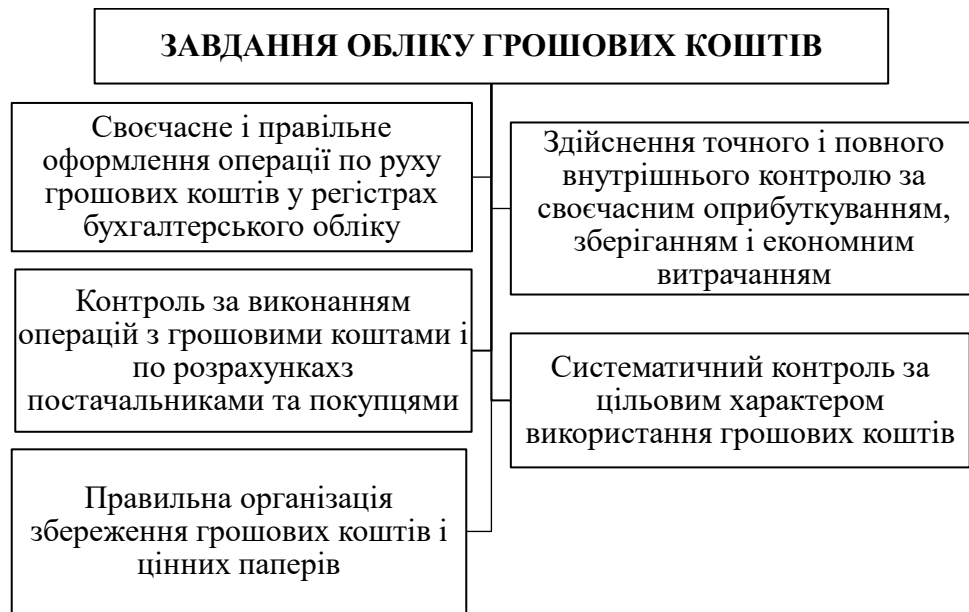 ЗАВДАННЯ ОБЛІКУ ГРОШОВИХ КОШТІВ
Своєчасне і правільне
оформлення операції по руху
грошових коштів у регістрах
бухгалтерського обліку
Здійснення точного і повного
внутрішнього контролю за
своєчасним оприбуткуванням,
зберіганням і економним
витрачанням
Контроль за виконанням
операцій з грошовими коштами і
по розрахункахз
постачальниками та покупцями
Систематичний контроль за
цільовим характером
використання грошових коштів
Правильна організація
збереження грошових коштів і
цінних паперів